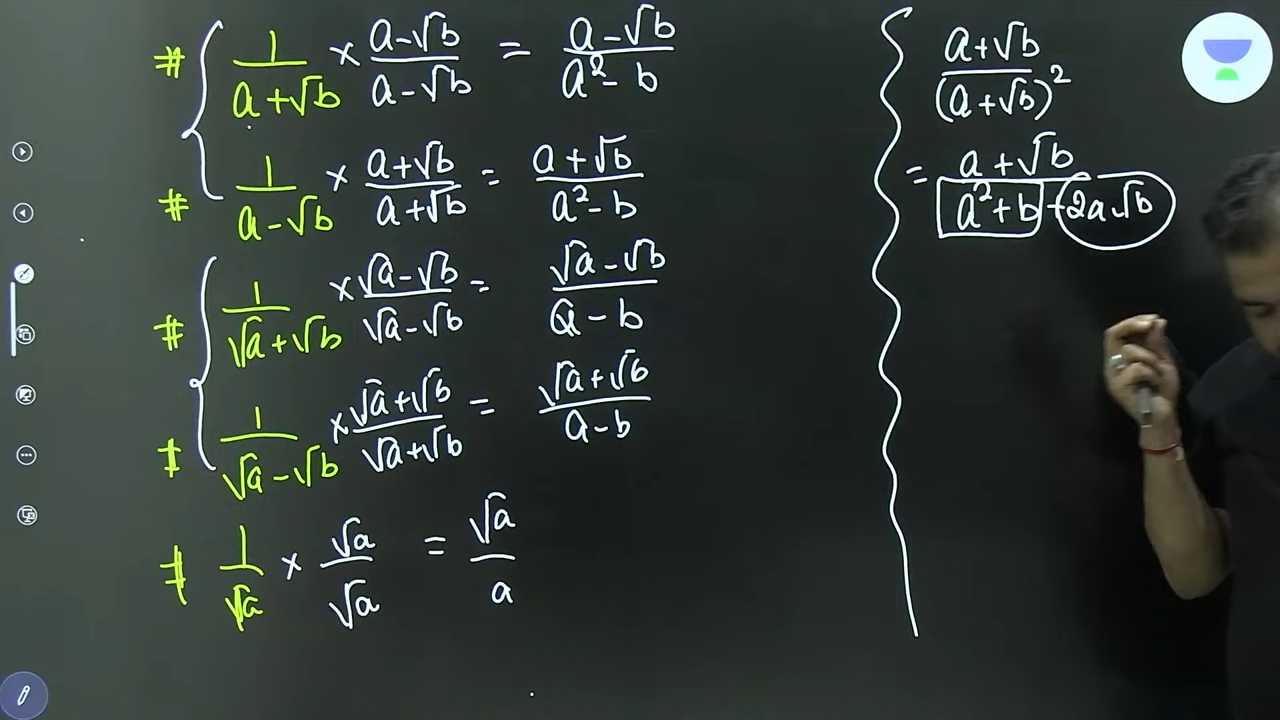 # 1/(a+√b) × (a-√b)/(a-√b) = (a-√b)/(a²-b)
# 1/(a-√b) × (a+√b)/(a+√b) = (a+√b)/(a²-b)
# 1/(√a+√b) × (√a-√b)/(√a-√b) = (√a-√b)/(a-b)
# 1/(√a-√b) × (√a+√b)/(√a+√b) = (√a+√b)/(a-b)
# 1/√a × √a/√a = √a/a
(a+√b)/(a+√b)²
= (a+√b)/(a²+b+2a√b)